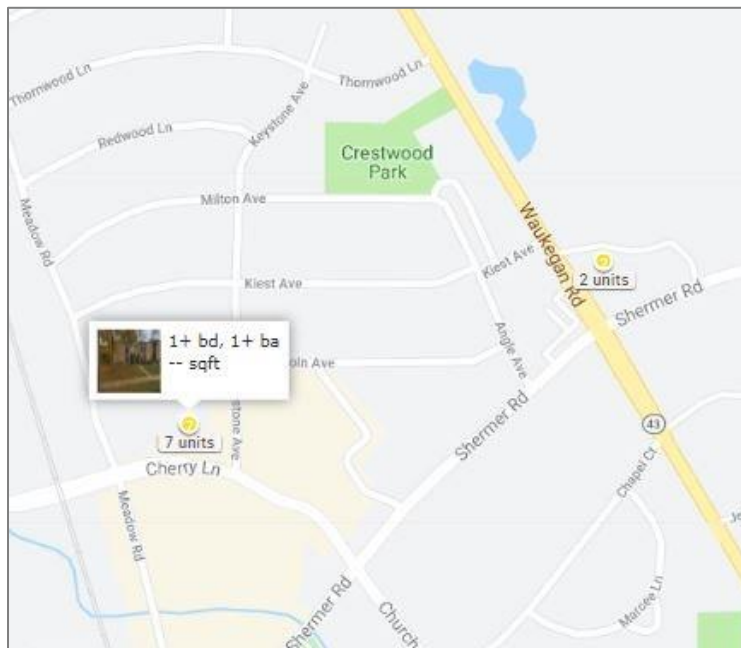 Thornwood Ln
Thornwood Ln
Keystone Ave
Redwood Ln
Crestwood
Park
Meadow Rd
Milton Ave
Waukegan Rd
Kiest Ave
Kiest Ave
2 units
Shermer Rd
1+ bd, 1+ ba
-- sqft
oln Ave
Angle Ave
stone Ave
7 units
Cherry Ln
Shermer Rd
43
Chapel Ct
Meadow Rd
Je
Marcee Ln
Shermer Rd
Church